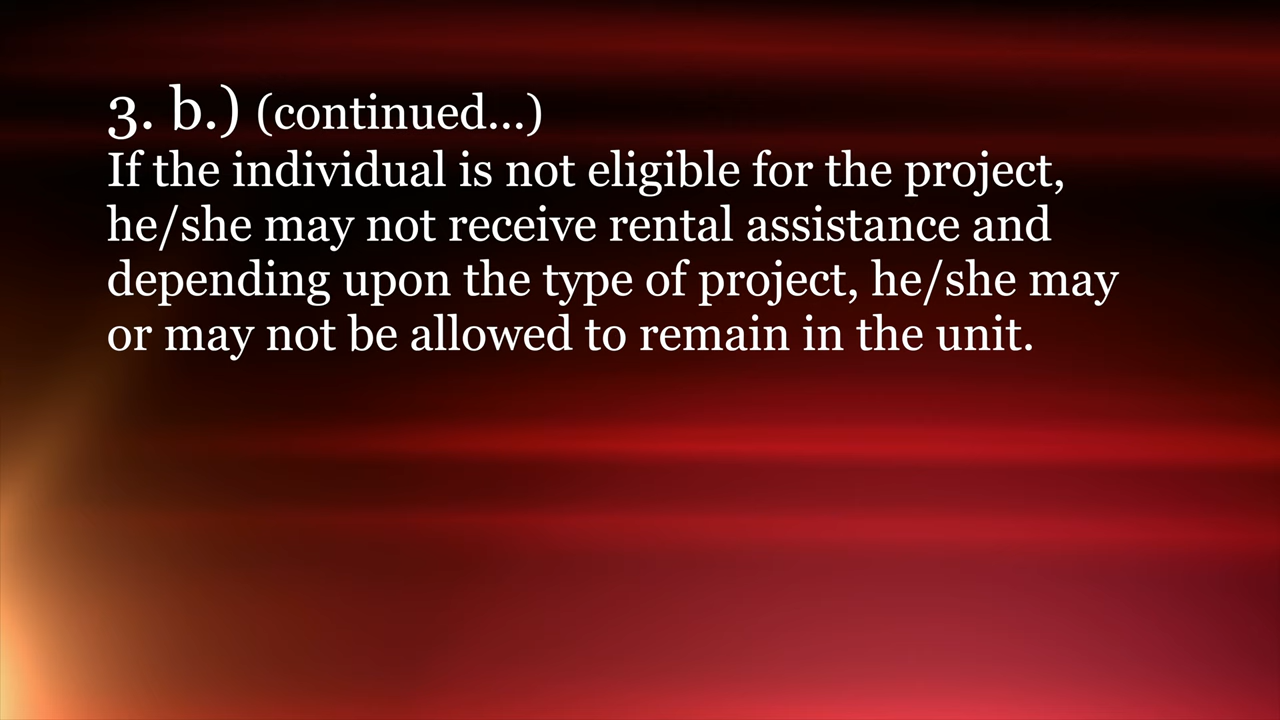 3. b.) (continued...)
If the individual is not eligible for the project,
he/she may not receive rental assistance and
depending upon the type of project, he/she may
or may not be allowed to remain in the unit.